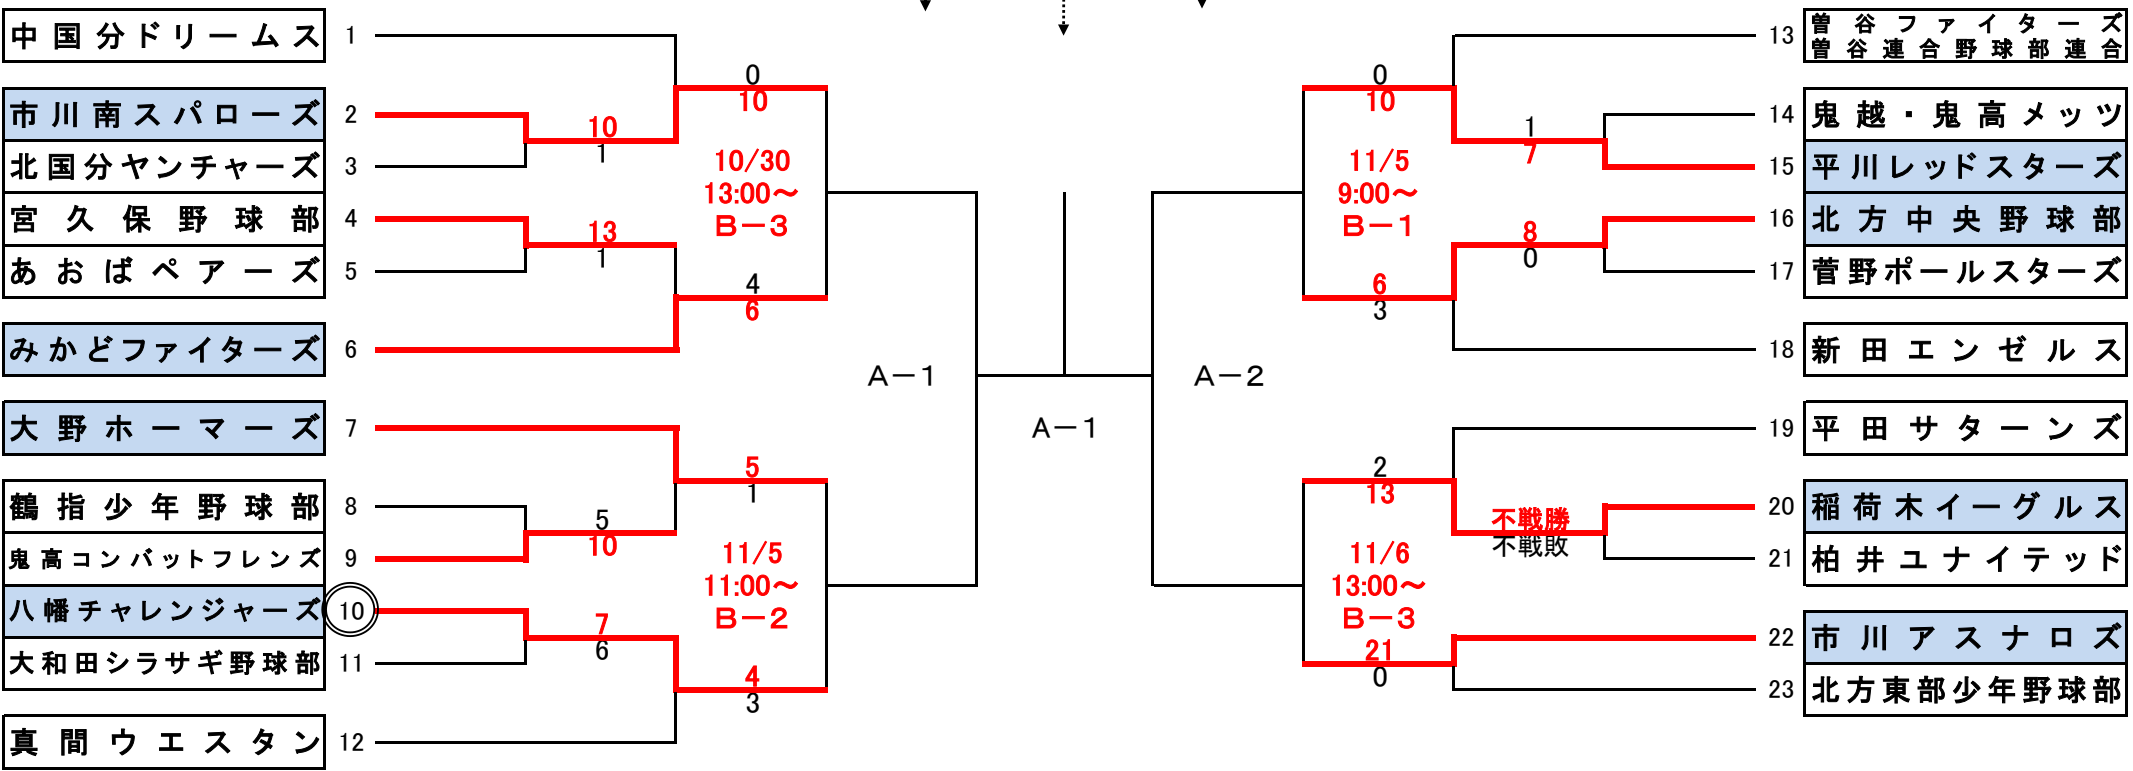 中国分ドリームス 1
市川南スパローズ 2
北国分ヤンチャーズ 3
宮久保野球部 4
あおばベアーズ 5
みかどファイターズ 6
大野ホーマーズ 7
鶴指少年野球部 8
鬼高コンバットフレンズ 9
八幡チャレンジャーズ 10
大和田シラサギ野球部 11
真間ウエスタン 12
10
1
13
1
5
10
7
6
0
10
10/30
13:00～
B－3
4
6
5
1
11/5
11:00～
B－2
4
3
A－1
A－1
A－2
0
10
11/5
9:00～
B－1
6
3
2
13
11/6
13:00～
B－3
21
0
1
7
8
0
不戦勝
不戦敗
13 曽谷ファイターズ
曽谷連合野球部連合
14 鬼越・鬼高メッツ
15 平川レッドスターズ
16 北方中央野球部
17 菅野ポールスターズ
18 新田エンゼルス
19 平田サターンズ
20 稲荷木イーグルス
21 柏井ユナイテッド
22 市川アスナロズ
23 北方東部少年野球部